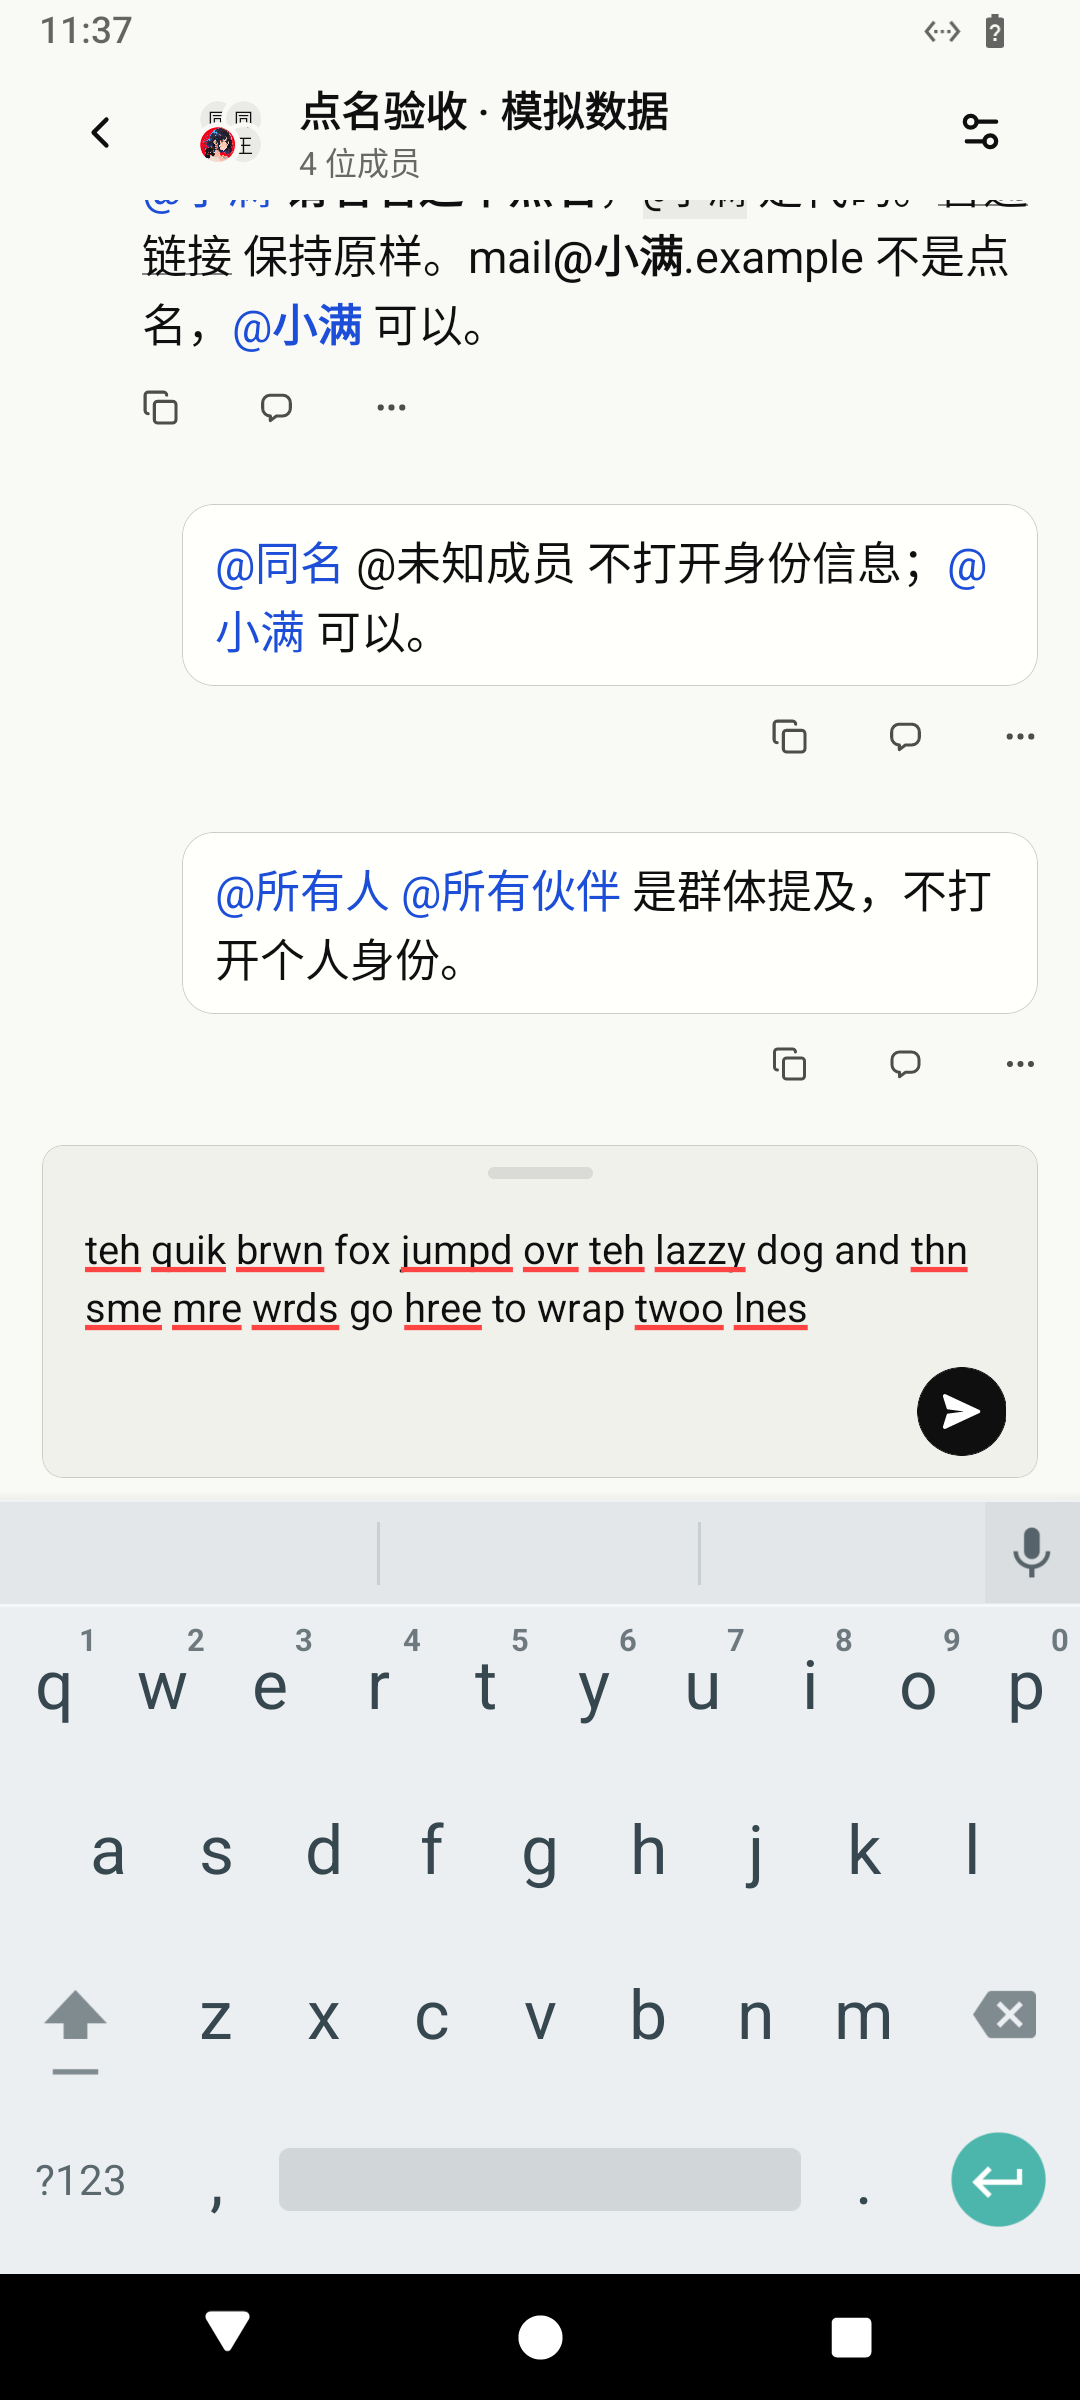 11:37
点名验收 · 模拟数据
4 位成员
链接 保持原样。mail@小满.example 不是点
名，@小满 可以。
@同名 @未知成员 不打开身份信息；@
小满 可以。
@所有人 @所有伙伴 是群体提及，不打
开个人身份。
teh quik brwn fox jumpd ovr teh lazzy dog and thn
sme mre wrds go hree to wrap twoo lnes
1 2 3 4 5 6 7 8 9 0
q w e r t y u i o p
a s d f g h j k l
z x c v b n m
?123 , .